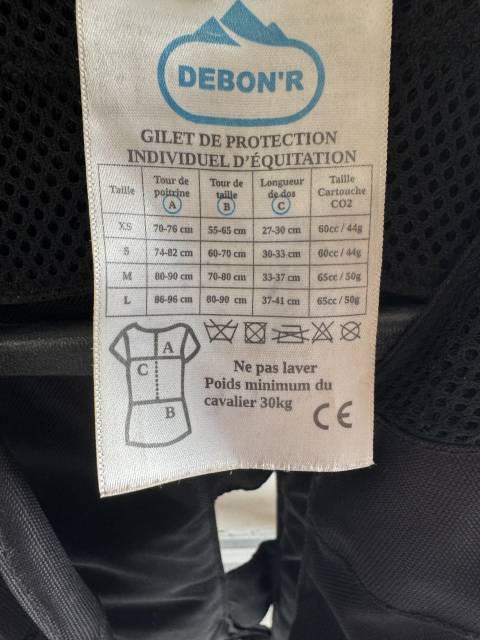 DEBON'R
GILET DE PROTECTION
INDIVIDUEL D'ÉQUITATION
Taille Tour de poitrine A Tour de taille B Longueur de dos C Taille Cartouche CO2
XS 70-76 cm 55-65 cm 27-30 cm 60cc / 44g
S 74-82 cm 60-70 cm 30-33 cm 60cc / 44g
M 80-90 cm 70-80 cm 33-37 cm 65cc / 50g
L 86-96 cm 80-90 cm 37-41 cm 65cc / 50g
A
C
B
Ne pas laver
Poids minimum du
cavalier 30kg
CE